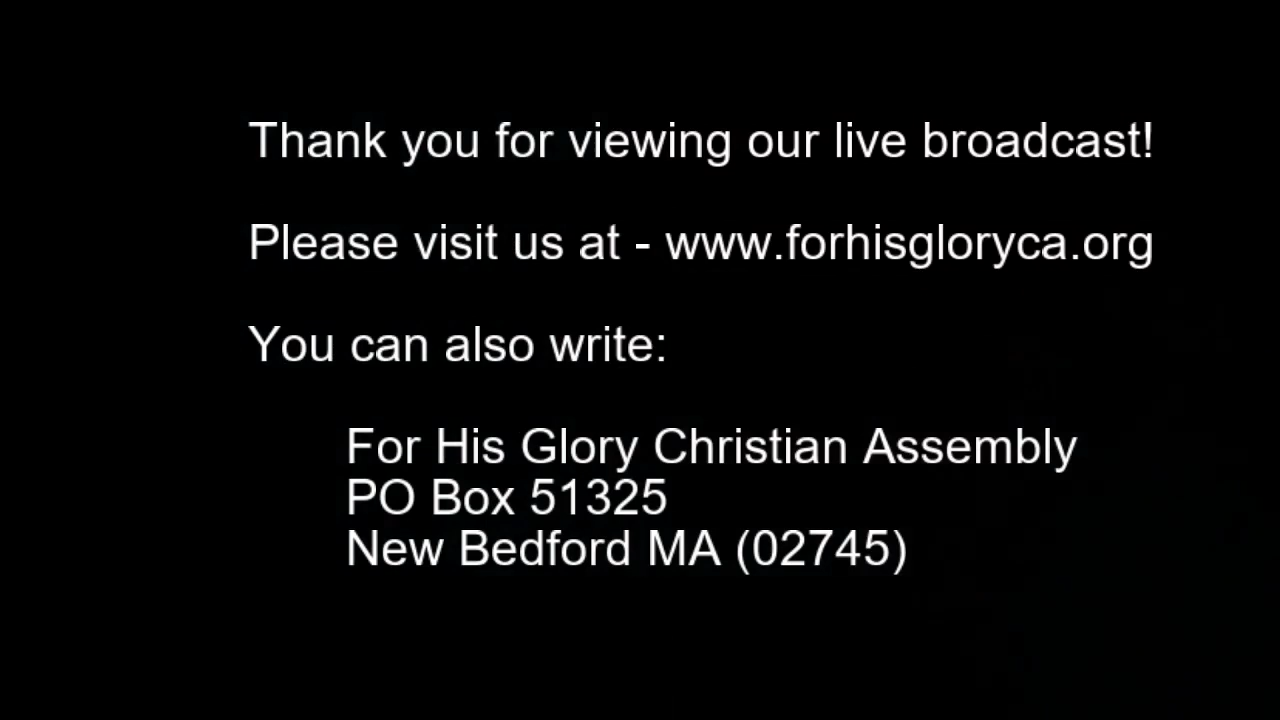 Thank you for viewing our live broadcast!
Please visit us at - www.forhisgloryca.org
You can also write:
For His Glory Christian Assembly
PO Box 51325
New Bedford MA (02745)